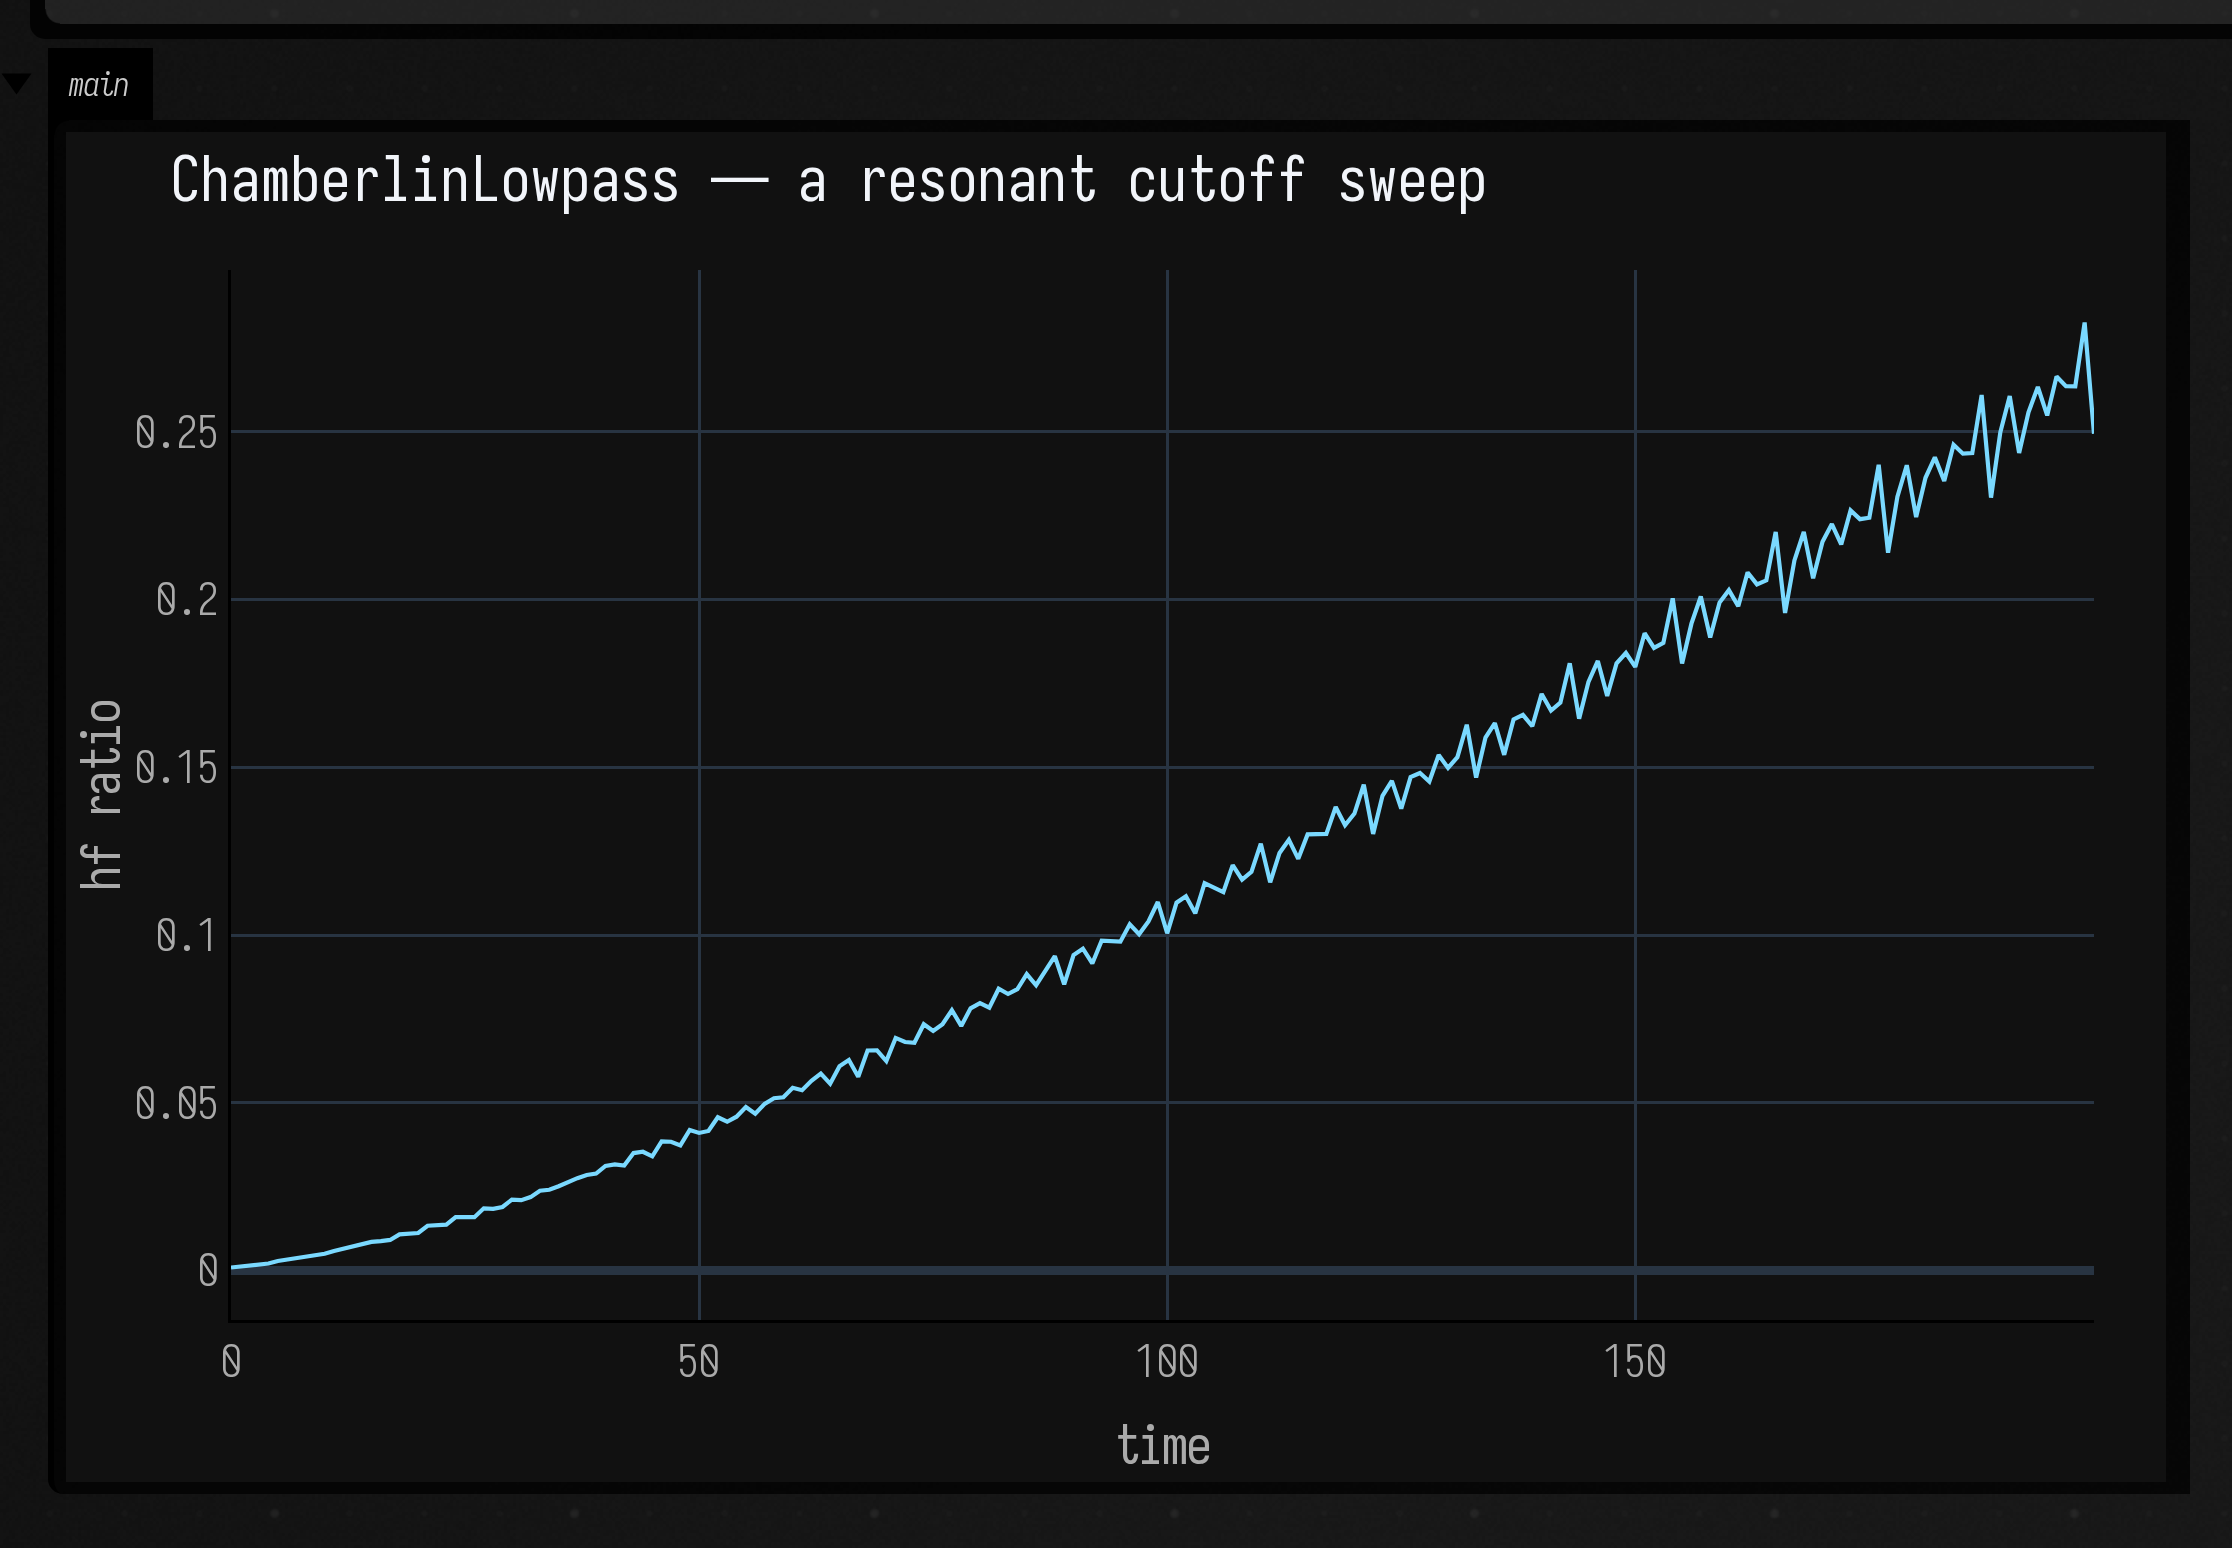 main
ChamberlinLowpass — a resonant cutoff sweep
0.25
0.2
0.15
0.1
0.05
0
hf ratio
0 50 100 150
time